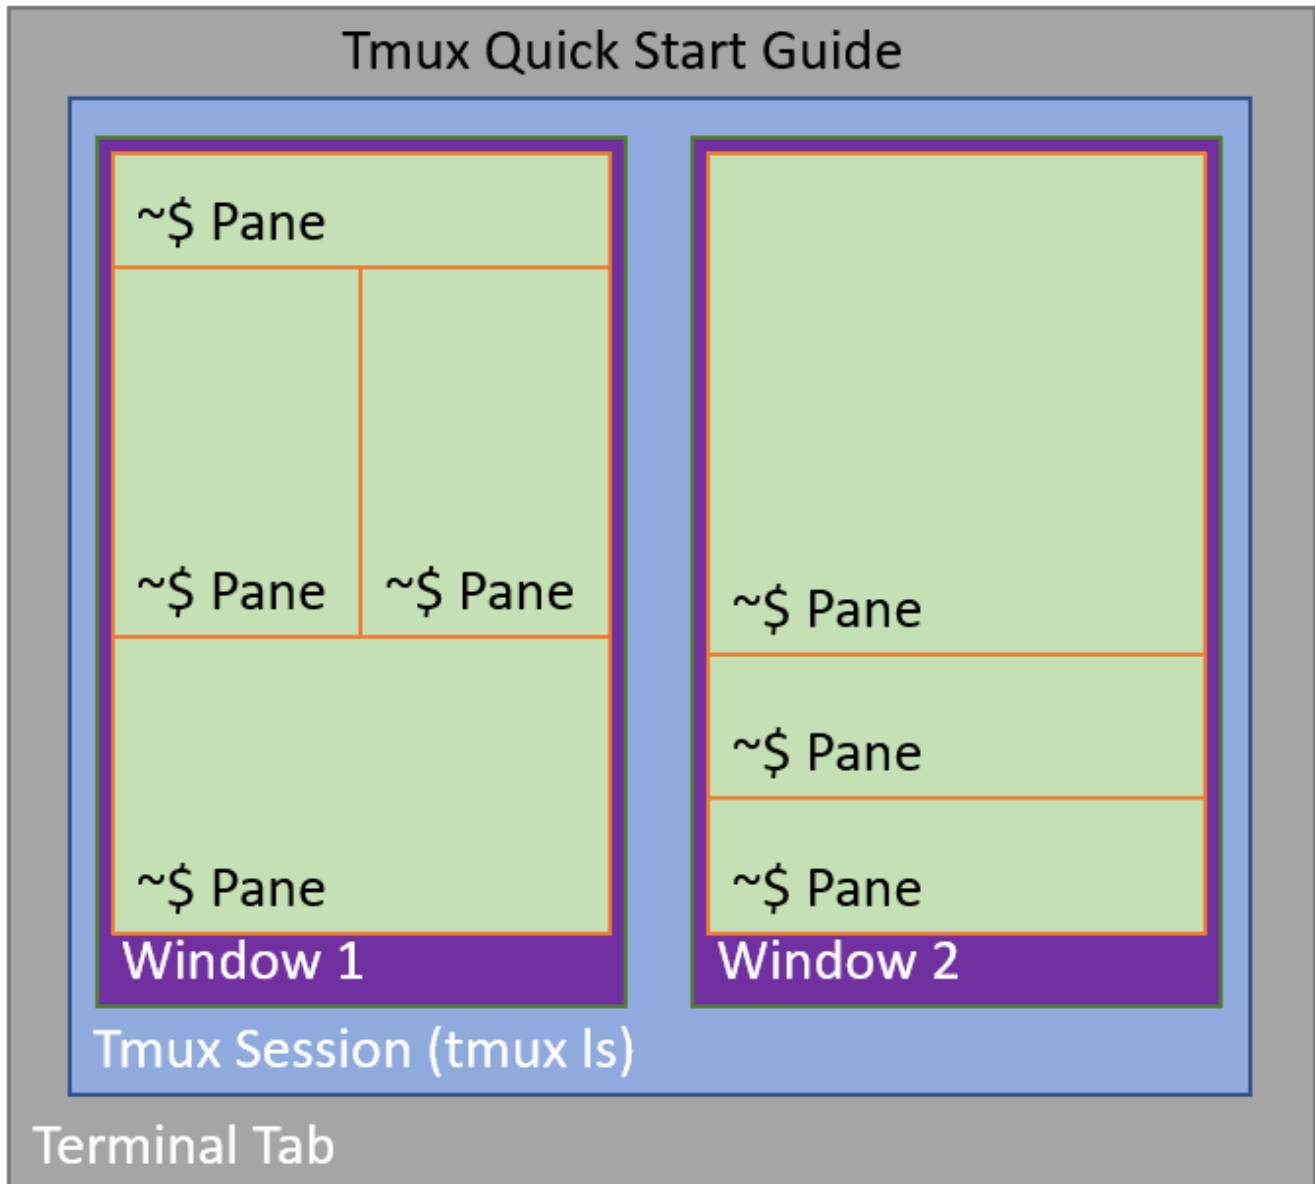 Tmux Quick Start Guide
~$ Pane
~$ Pane
~$ Pane
~$ Pane
Window 1
~$ Pane
~$ Pane
~$ Pane
Window 2
Tmux Session (tmux ls)
Terminal Tab